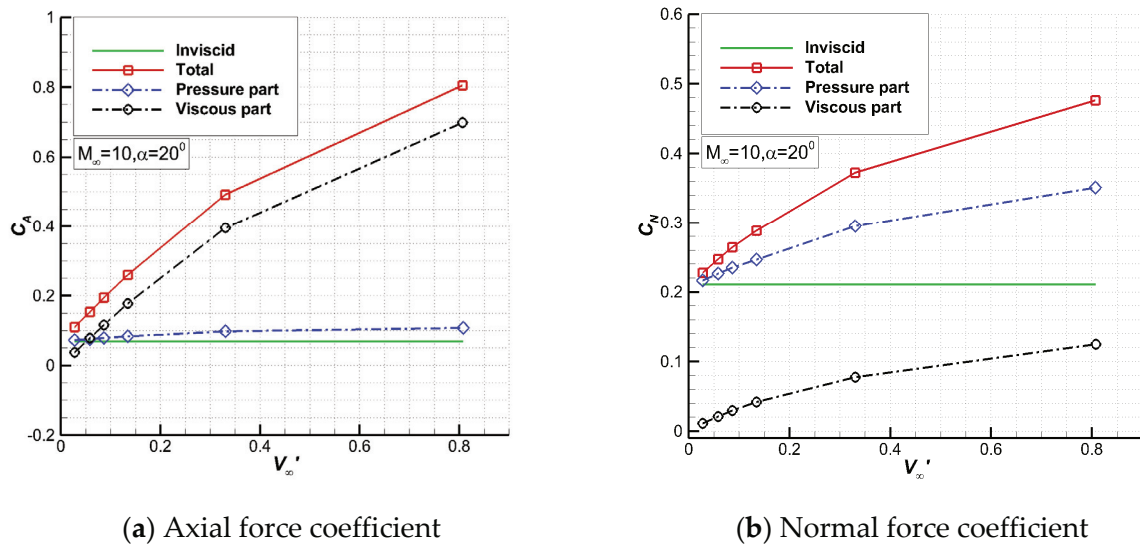 1
0.8
0.6
0.4
0.2
0
-0.2
C_A
Inviscid
Total
Pressure part
Viscous part
M∞=10,α=20⁰
0 0.2 0.4 0.6 0.8
V∞'
(a) Axial force coefficient
0.6
0.5
0.4
0.3
0.2
0.1
0
C_N
Inviscid
Total
Pressure part
Viscous part
M∞=10,α=20⁰
0 0.2 0.4 0.6 0.8
V∞'
(b) Normal force coefficient